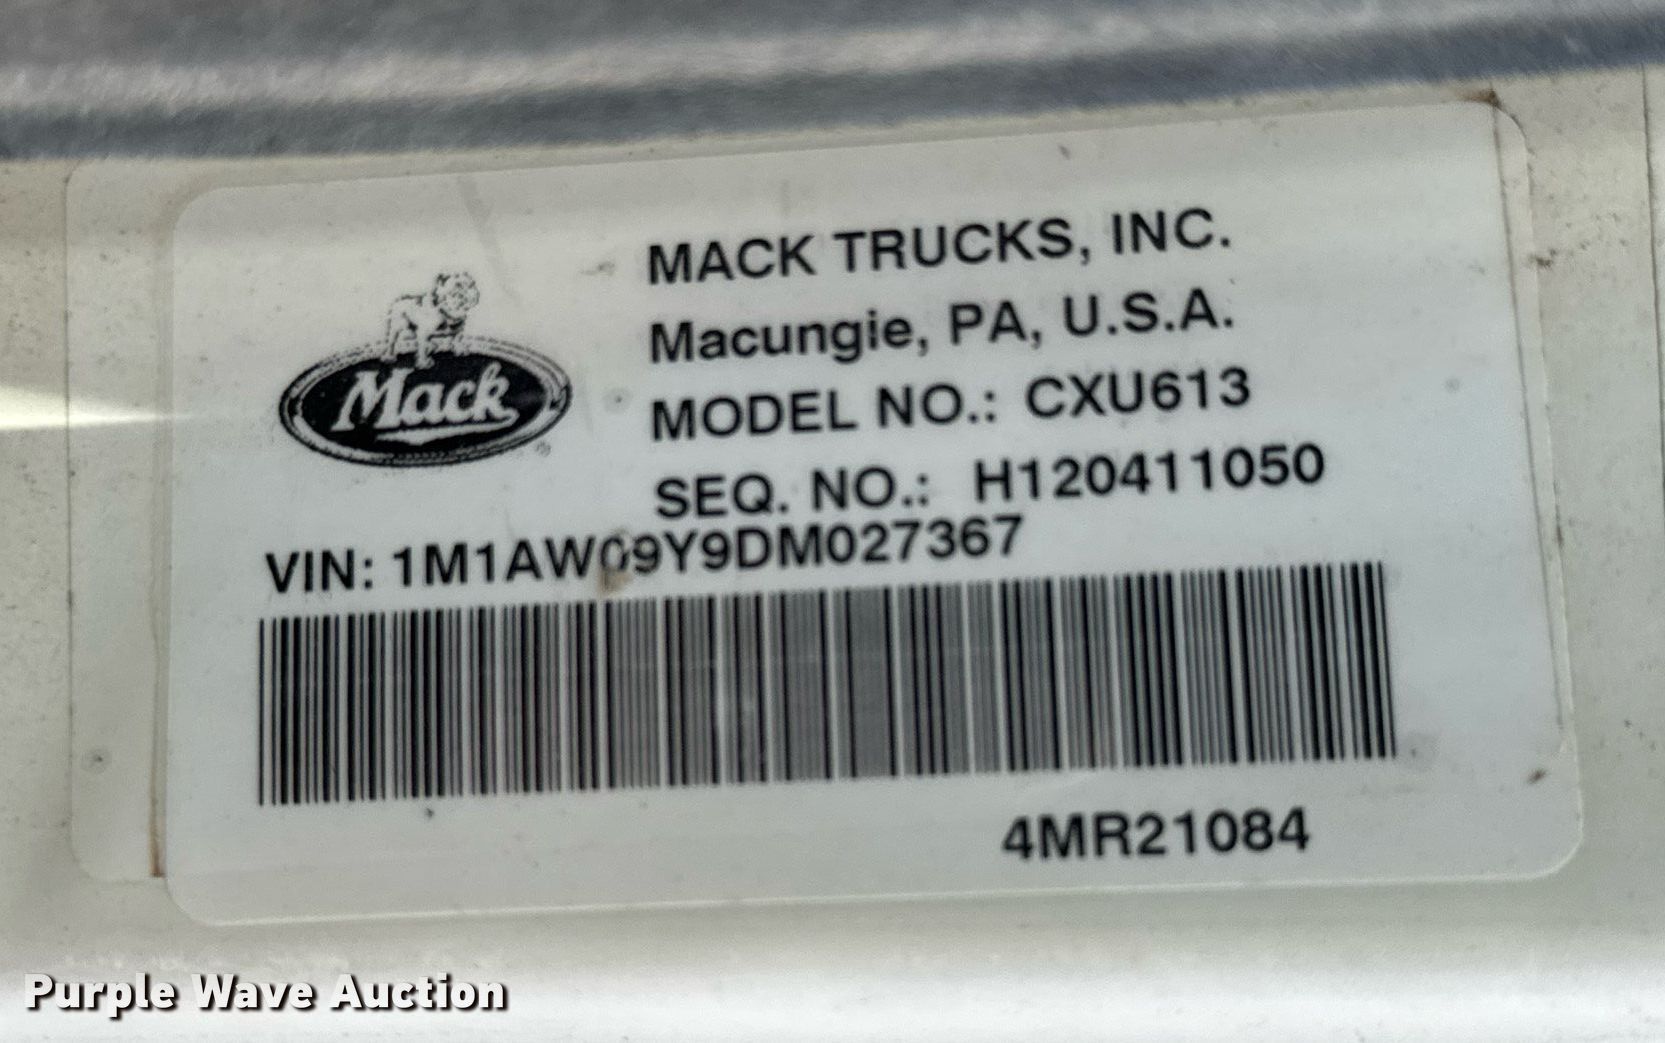 MACK TRUCKS, INC.
Macungie, PA, U.S.A.
Mack
MODEL NO.: CXU613
SEQ. NO.: H120411050
VIN: 1M1AW09Y9DM027367
4MR21084
Purple Wave Auction